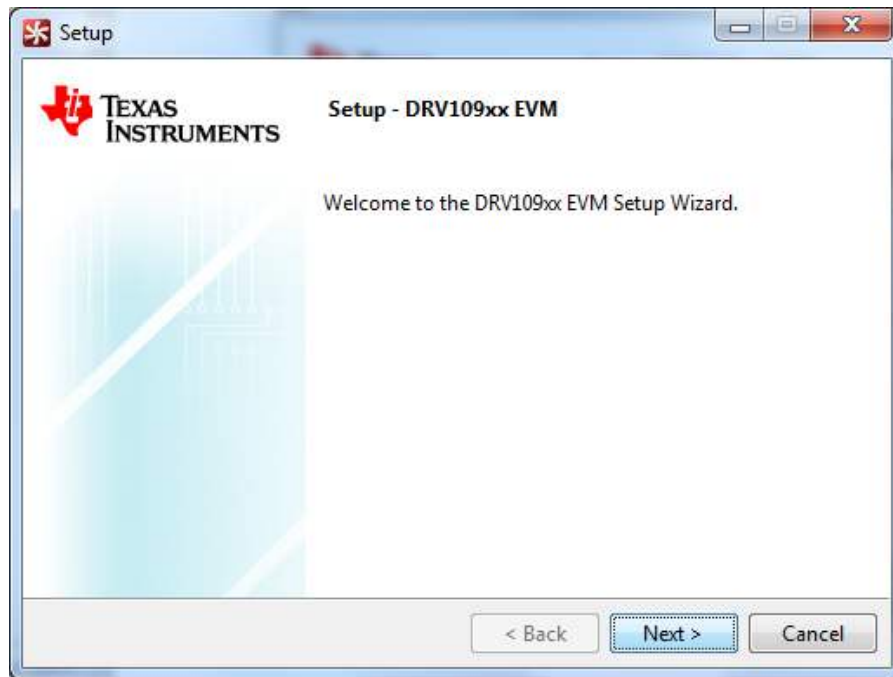 Setup
TEXAS
INSTRUMENTS
Setup - DRV109xx EVM
Welcome to the DRV109xx EVM Setup Wizard.
< Back
Next >
Cancel